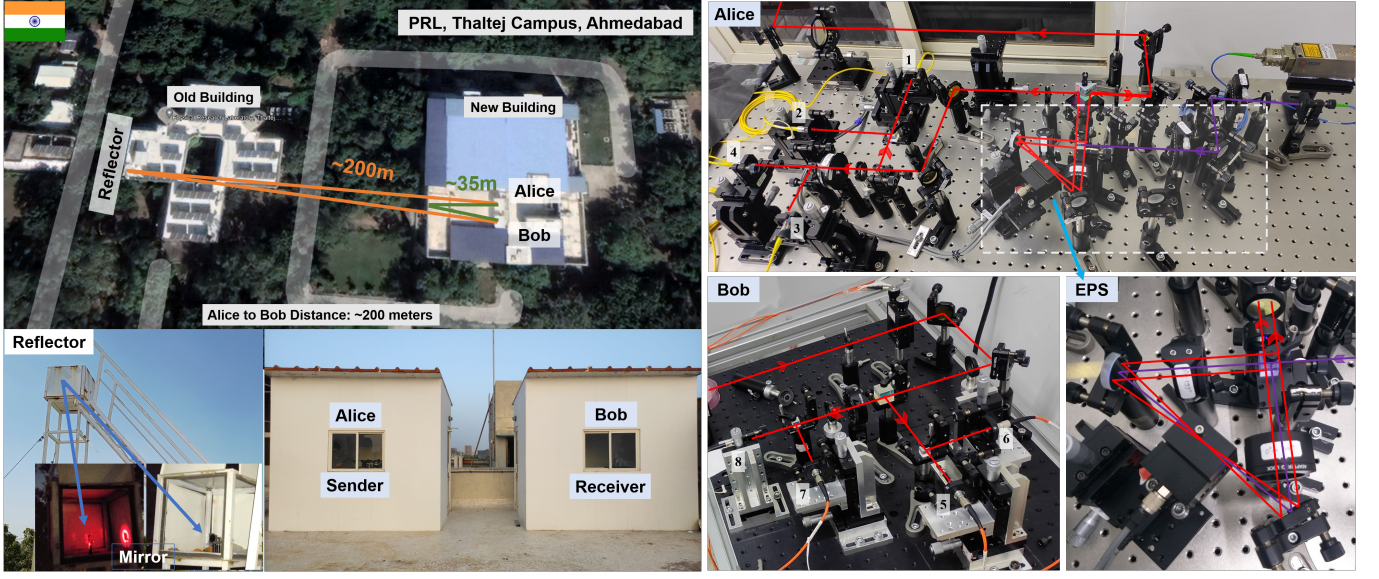 PRL, Thaltej Campus, Ahmedabad
Old Building
New Building
Reflector
~200m
~35m
Alice
Bob
Alice to Bob Distance: ~200 meters
Reflector
Mirror
Alice
Sender
Bob
Receiver
Alice
1
2
4
3
Bob
8
7
6
5
EPS